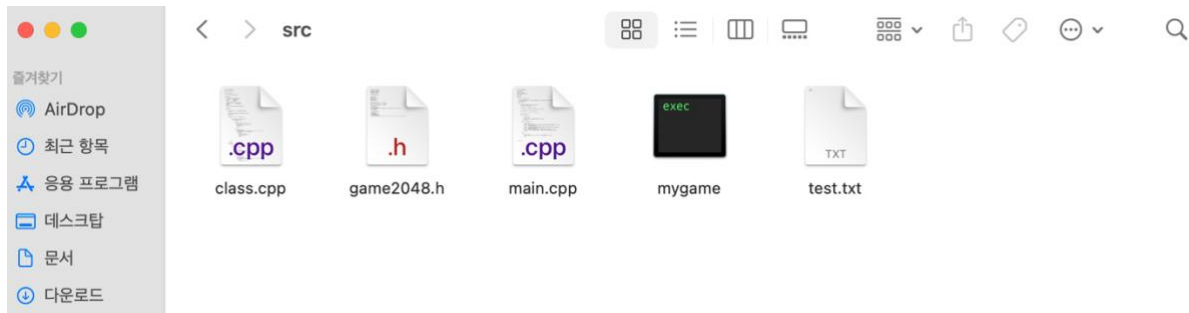 src
즐겨찾기
AirDrop
최근 항목
응용 프로그램
데스크탑
문서
다운로드
.cpp
.h
.cpp
exec
TXT
class.cpp
game2048.h
main.cpp
mygame
test.txt